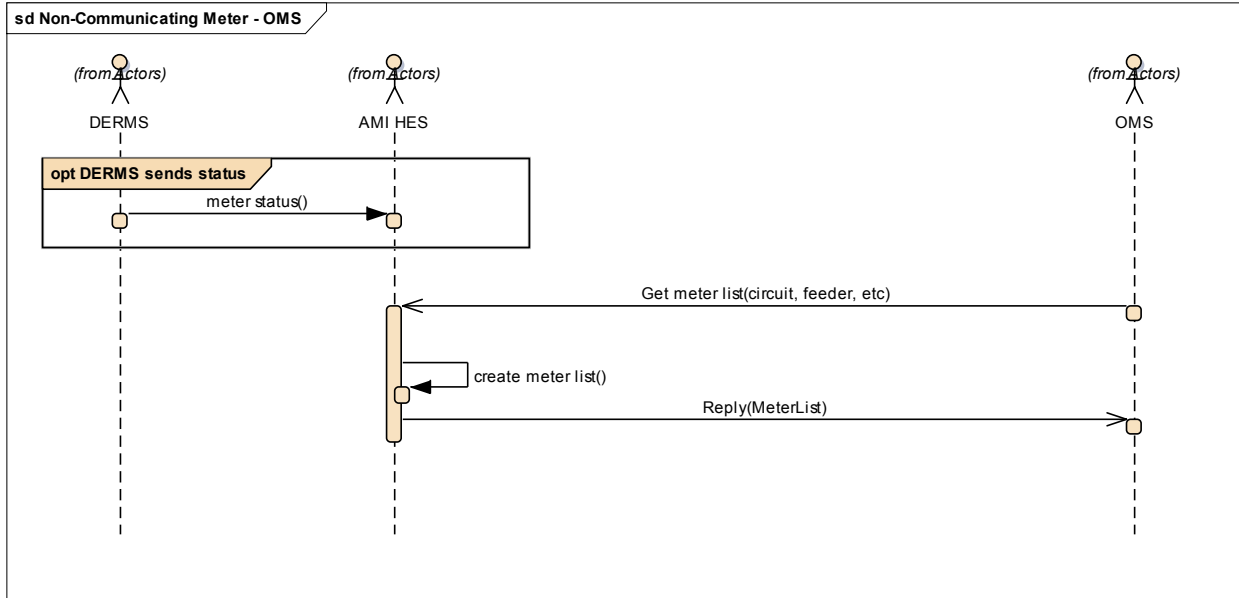 sd Non-Communicating Meter - OMS
(from Actors)
(from Actors)
(from Actors)
DERMS
AMI HES
OMS
opt DERMS sends status
meter status()
Get meter list(circuit, feeder, etc)
create meter list()
Reply(MeterList)